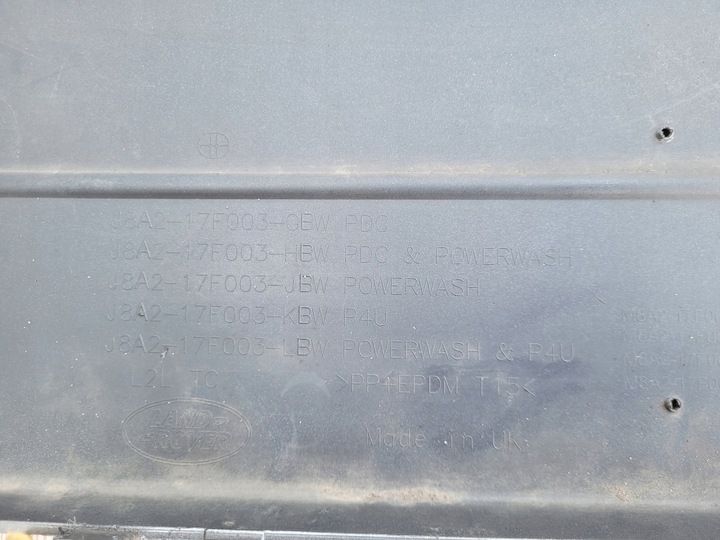 J8A2-17F003-GBW PDC
J8A2-17F003-HBW PDC & POWERWASH
J8A2-17F003-JBW POWERWASH
J8A2-17F003-KBW P4U
J8A2-17F003-LBW POWERWASH & P4U
L2L TC >PP+EPDM T15<
LAND-
ROVER
Made in UK